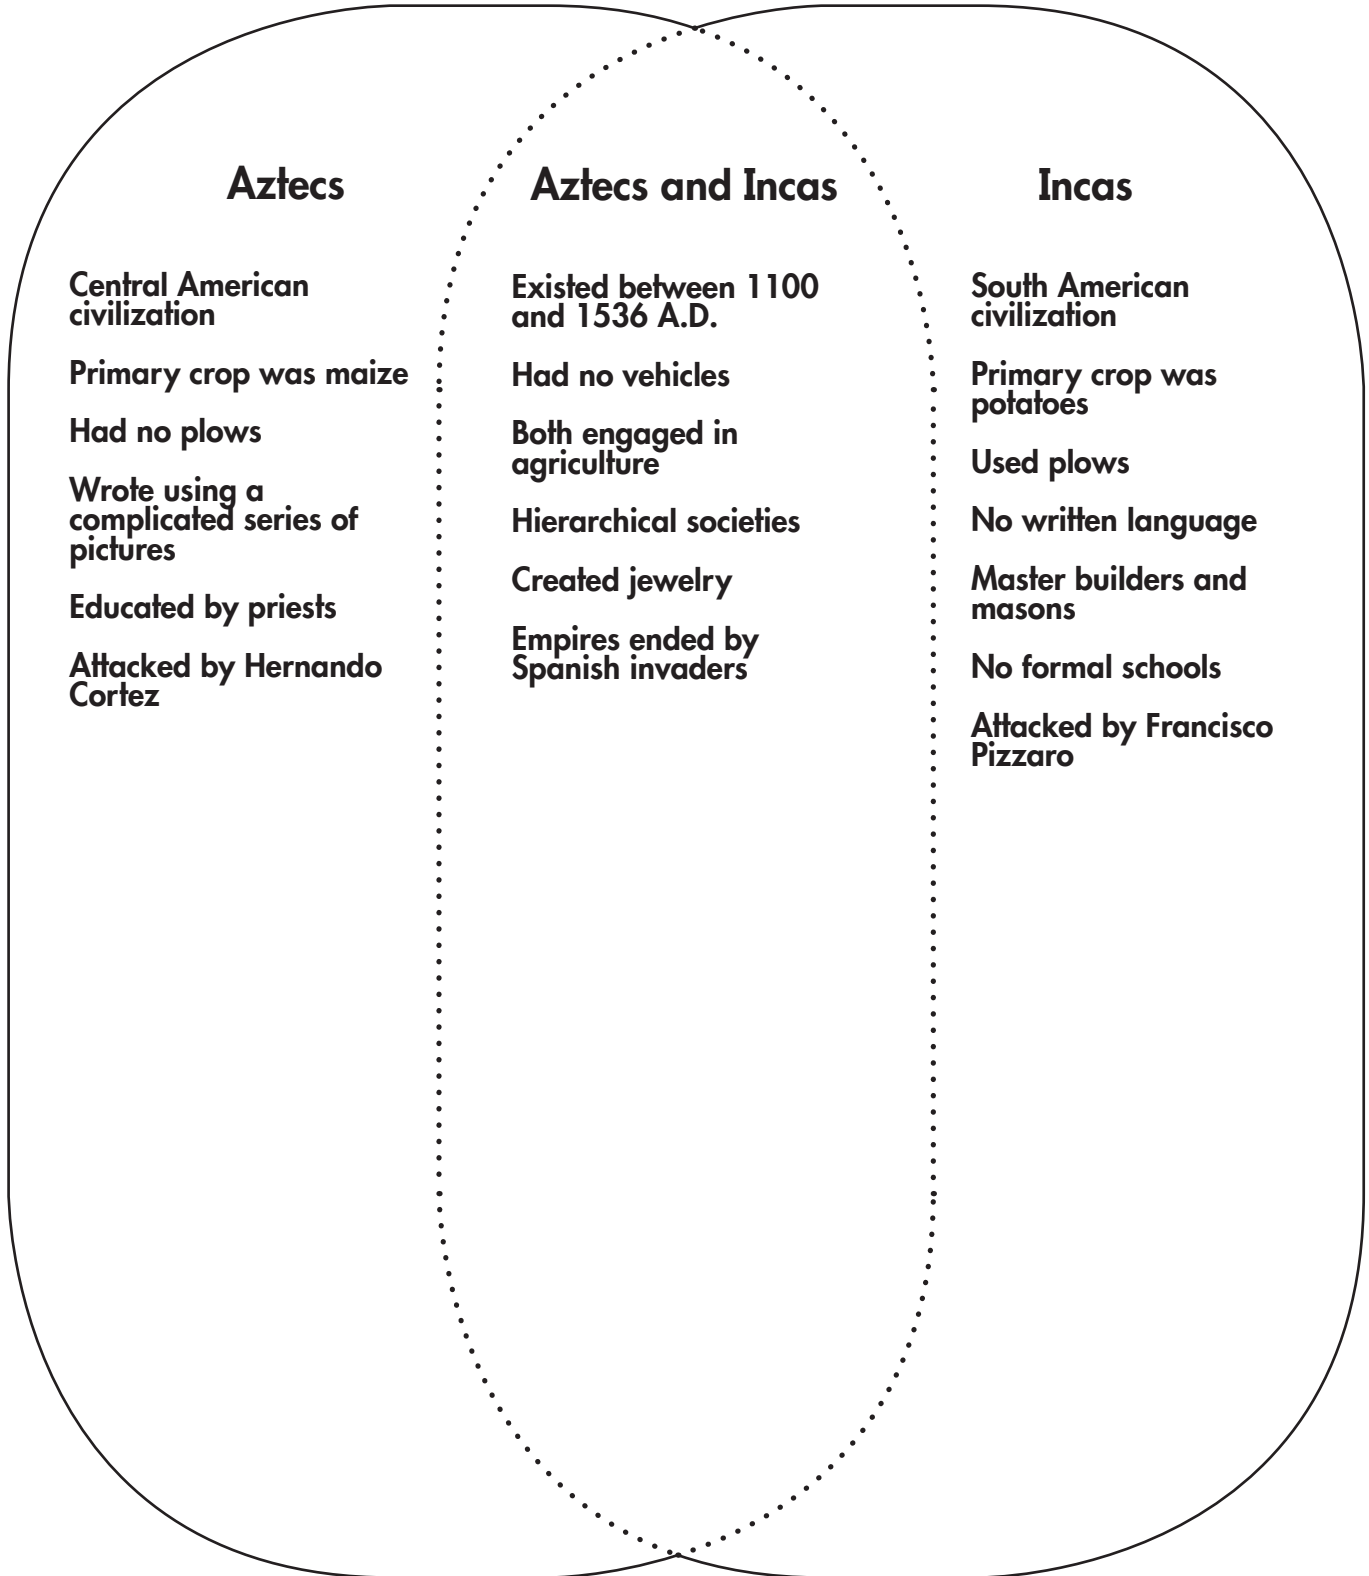 Aztecs
Central American
civilization
Primary crop was maize
Had no plows
Wrote using a
complicated series of
pictures
Educated by priests
Attacked by Hernando
Cortez
Aztecs and Incas
Existed between 1100
and 1536 A.D.
Had no vehicles
Both engaged in
agriculture
Hierarchical societies
Created jewelry
Empires ended by
Spanish invaders
Incas
South American
civilization
Primary crop was
potatoes
Used plows
No written language
Master builders and
masons
No formal schools
Attacked by Francisco
Pizzaro